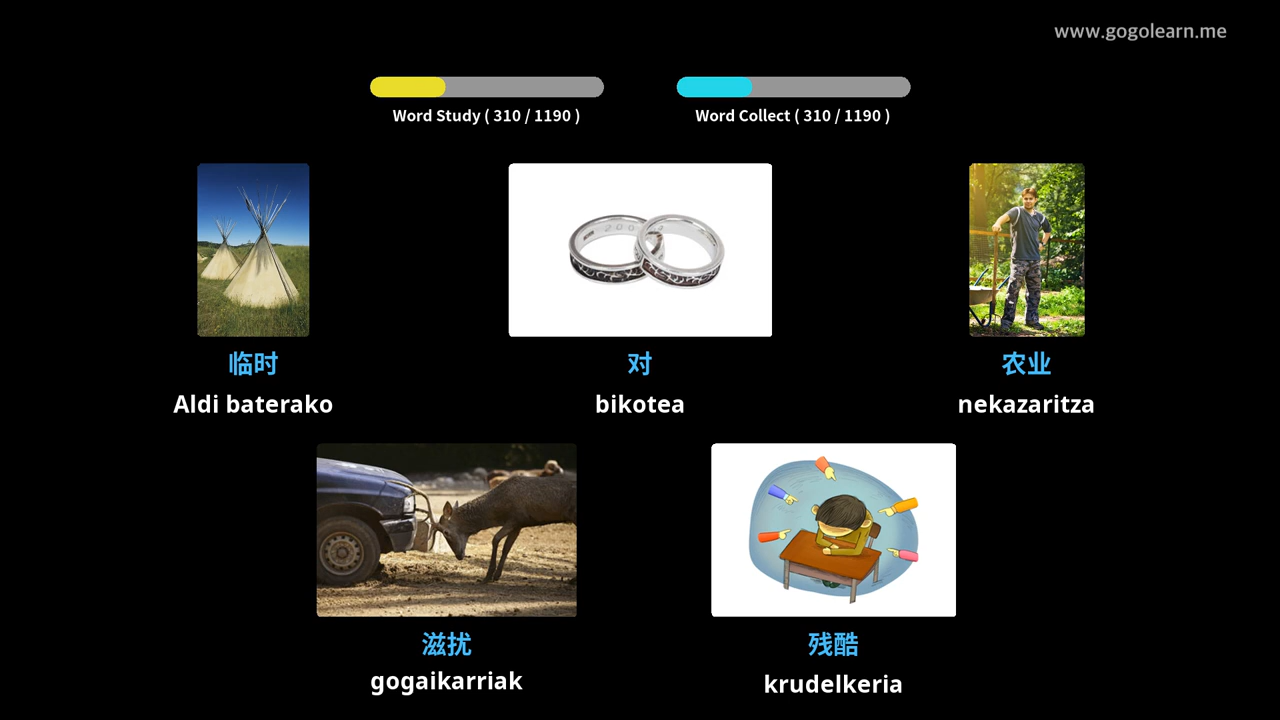 www.gogolearn.me
Word Study ( 310 / 1190 )
Word Collect ( 310 / 1190 )
临时
对
农业
Aldi baterako
bikotea
nekazaritza
滋扰
残酷
gogaikarriak
krudelkeria